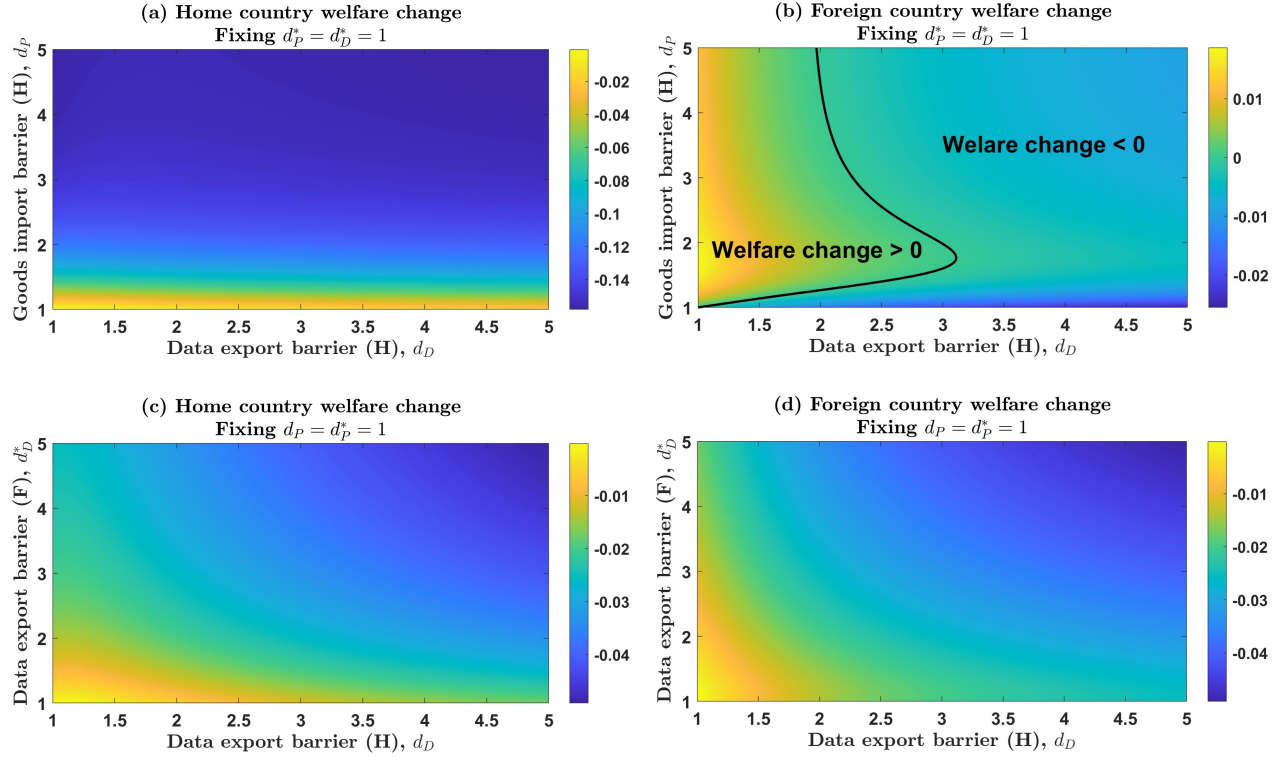 (a) Home country welfare change
Fixing d*_P = d*_D = 1
Goods import barrier (H), d_P
5
4
3
2
1
1 1.5 2 2.5 3 3.5 4 4.5 5
Data export barrier (H), d_D
-0.02
-0.04
-0.06
-0.08
-0.1
-0.12
-0.14
(b) Foreign country welfare change
Fixing d*_P = d*_D = 1
Goods import barrier (H), d_P
5
4
3
2
1
Welare change < 0
Welfare change > 0
1 1.5 2 2.5 3 3.5 4 4.5 5
Data export barrier (H), d_D
0.01
0
-0.01
-0.02
(c) Home country welfare change
Fixing d_P = d*_P = 1
Data export barrier (F), d*_D
5
4
3
2
1
1 1.5 2 2.5 3 3.5 4 4.5 5
Data export barrier (H), d_D
-0.01
-0.02
-0.03
-0.04
(d) Foreign country welfare change
Fixing d_P = d*_P = 1
Data export barrier (F), d*_D
5
4
3
2
1
1 1.5 2 2.5 3 3.5 4 4.5 5
Data export barrier (H), d_D
-0.01
-0.02
-0.03
-0.04